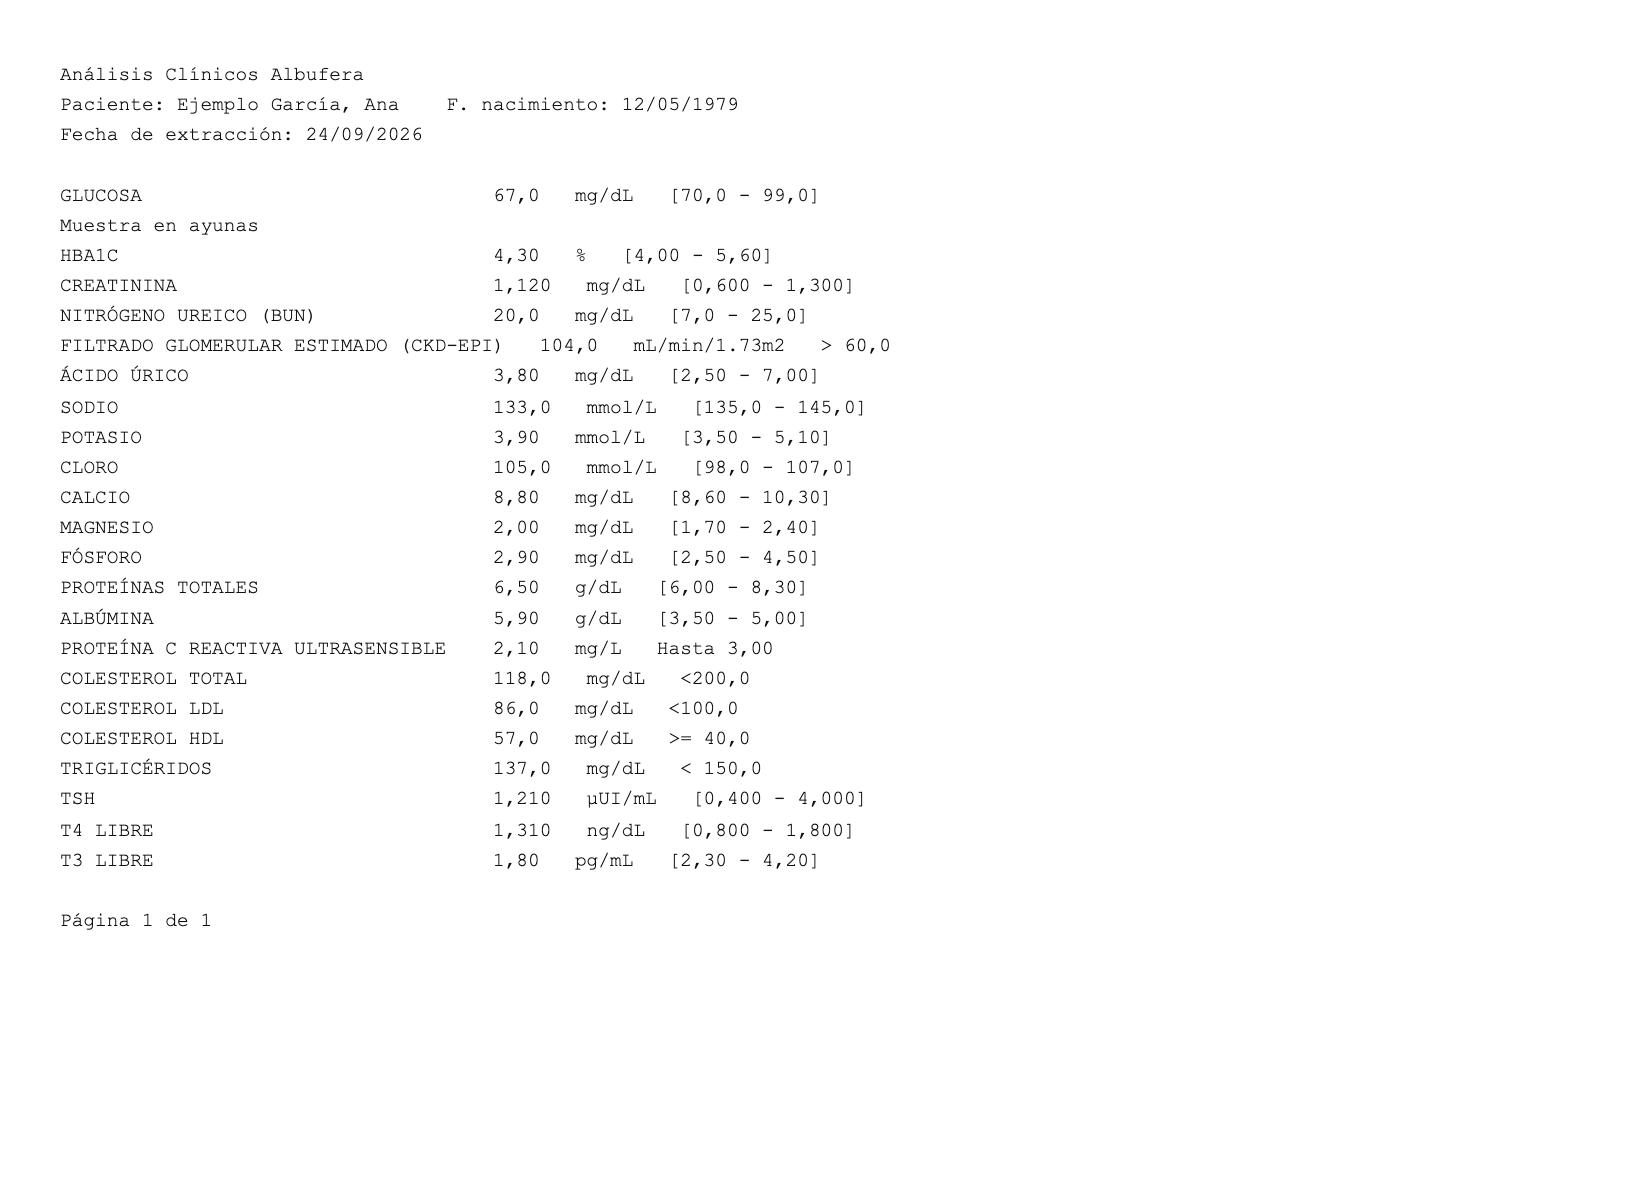 Análisis Clínicos Albufera
Paciente: Ejemplo García, Ana    F. nacimiento: 12/05/1979
Fecha de extracción: 24/09/2026
GLUCOSA   67,0   mg/dL   [70,0 - 99,0]
Muestra en ayunas
HBA1C   4,30   %   [4,00 - 5,60]
CREATININA   1,120   mg/dL   [0,600 - 1,300]
NITRÓGENO UREICO (BUN)   20,0   mg/dL   [7,0 - 25,0]
FILTRADO GLOMERULAR ESTIMADO (CKD-EPI)   104,0   mL/min/1.73m2   > 60,0
ÁCIDO ÚRICO   3,80   mg/dL   [2,50 - 7,00]
SODIO   133,0   mmol/L   [135,0 - 145,0]
POTASIO   3,90   mmol/L   [3,50 - 5,10]
CLORO   105,0   mmol/L   [98,0 - 107,0]
CALCIO   8,80   mg/dL   [8,60 - 10,30]
MAGNESIO   2,00   mg/dL   [1,70 - 2,40]
FÓSFORO   2,90   mg/dL   [2,50 - 4,50]
PROTEÍNAS TOTALES   6,50   g/dL   [6,00 - 8,30]
ALBÚMINA   5,90   g/dL   [3,50 - 5,00]
PROTEÍNA C REACTIVA ULTRASENSIBLE   2,10   mg/L   Hasta 3,00
COLESTEROL TOTAL   118,0   mg/dL   <200,0
COLESTEROL LDL   86,0   mg/dL   <100,0
COLESTEROL HDL   57,0   mg/dL   >= 40,0
TRIGLICÉRIDOS   137,0   mg/dL   < 150,0
TSH   1,210   µUI/mL   [0,400 - 4,000]
T4 LIBRE   1,310   ng/dL   [0,800 - 1,800]
T3 LIBRE   1,80   pg/mL   [2,30 - 4,20]
Página 1 de 1